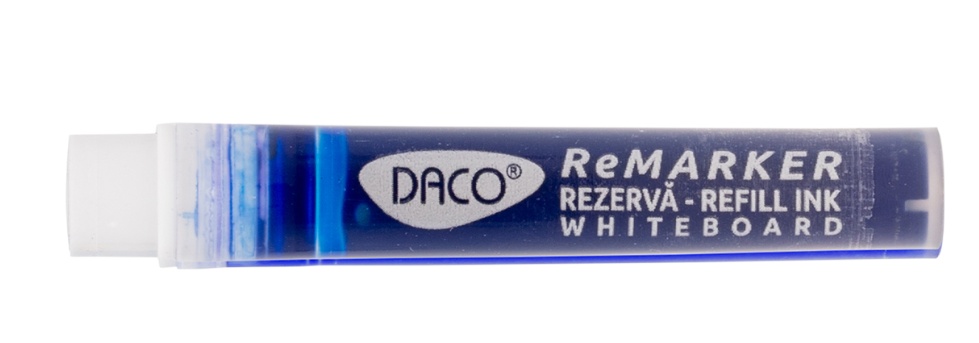 DACO®
ReMARKER
REZERVĂ - REFILL INK
WHITEBOARD